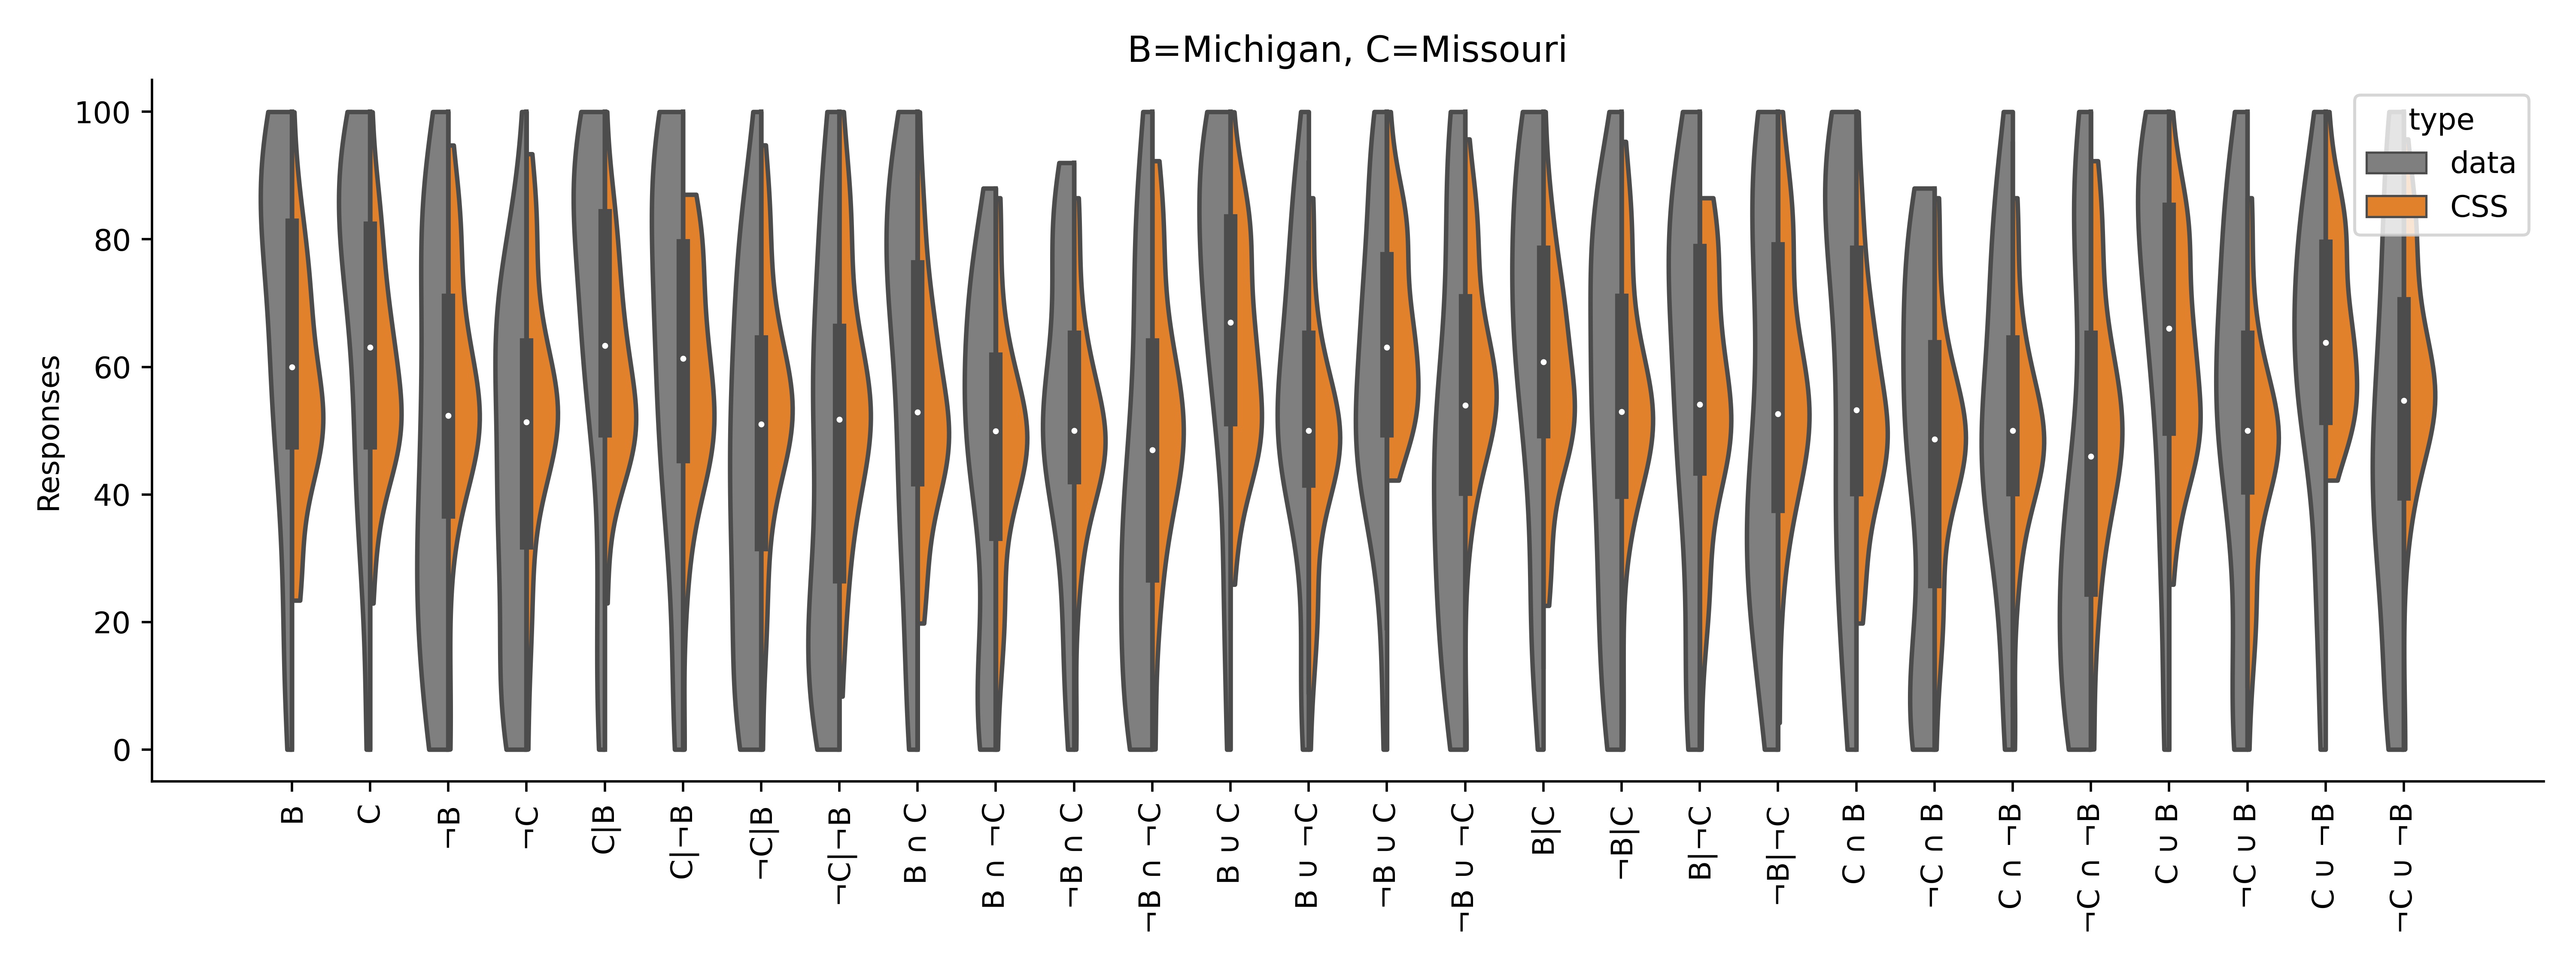 B=Michigan, C=Missouri
Responses
100
80
60
40
20
0
type
data
CSS
B
C
¬B
¬C
C|B
C|¬B
¬C|B
¬C|¬B
B ∩ C
B ∩ ¬C
¬B ∩ C
¬B ∩ ¬C
B ∪ C
B ∪ ¬C
¬B ∪ C
¬B ∪ ¬C
B|C
¬B|C
B|¬C
¬B|¬C
C ∩ B
¬C ∩ B
C ∩ ¬B
¬C ∩ ¬B
C ∪ B
¬C ∪ B
C ∪ ¬B
¬C ∪ ¬B